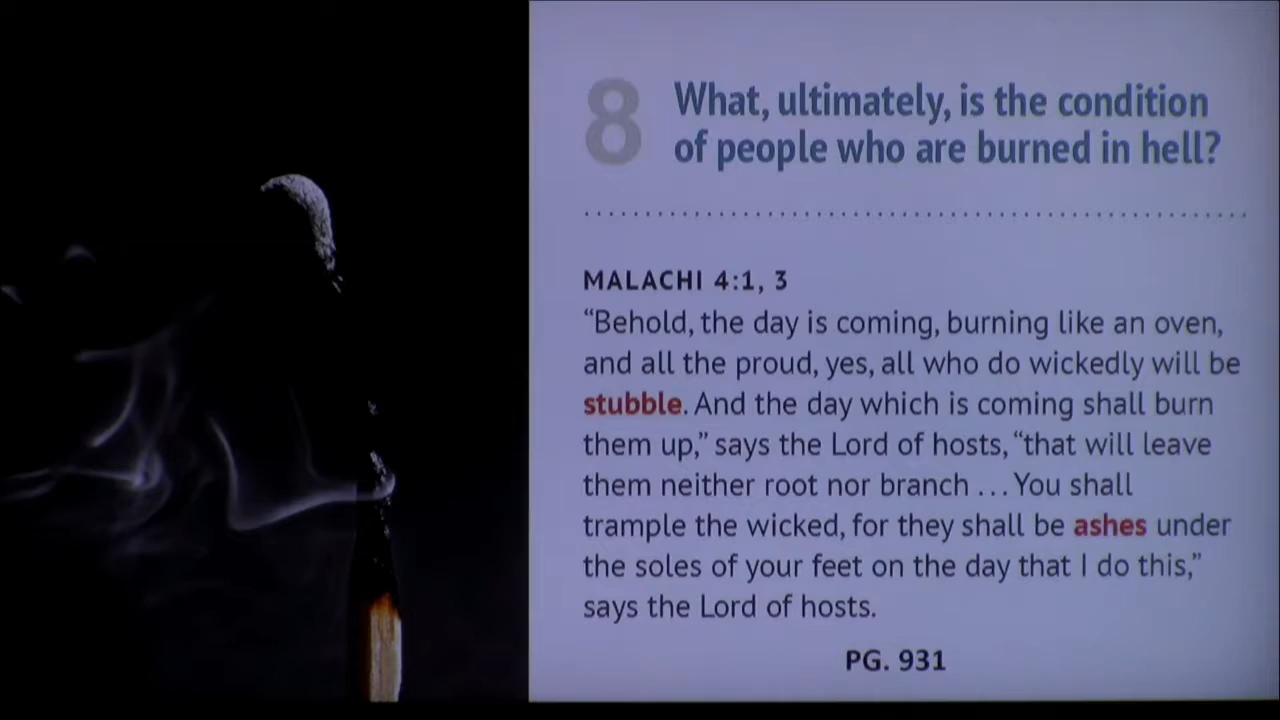 8 What, ultimately, is the condition
of people who are burned in hell?
MALACHI 4:1, 3
“Behold, the day is coming, burning like an oven,
and all the proud, yes, all who do wickedly will be
stubble. And the day which is coming shall burn
them up,” says the Lord of hosts, “that will leave
them neither root nor branch ... You shall
trample the wicked, for they shall be ashes under
the soles of your feet on the day that I do this,”
says the Lord of hosts.
PG. 931